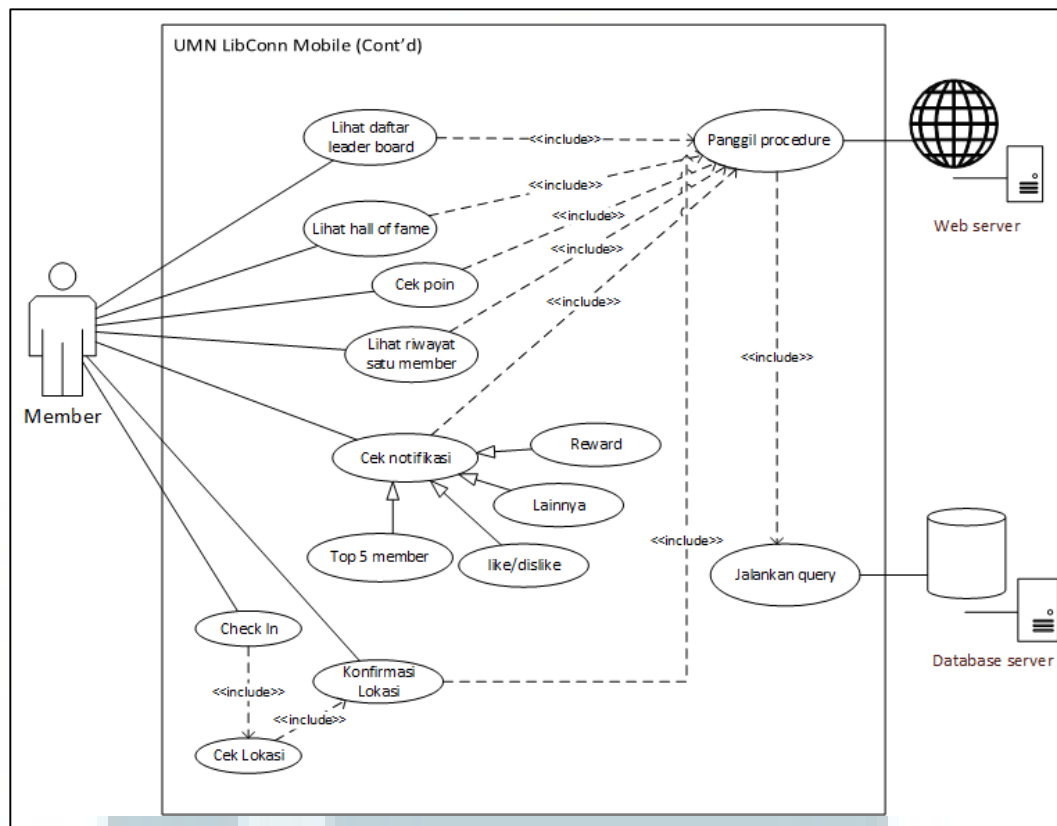 UMN LibConn Mobile (Cont’d)
Lihat daftar
leader board
<<include>>
Panggil procedure
Web server
Lihat hall of fame
<<include>>
<<include>>
Cek poin
<<include>>
Lihat riwayat
satu member
<<include>>
<<include>>
Member
Cek notifikasi
Reward
Lainnya
Top 5 member
like/dislike
<<include>>
Jalankan query
Database server
Check In
Konfirmasi
Lokasi
<<include>>
<<include>>
Cek Lokasi